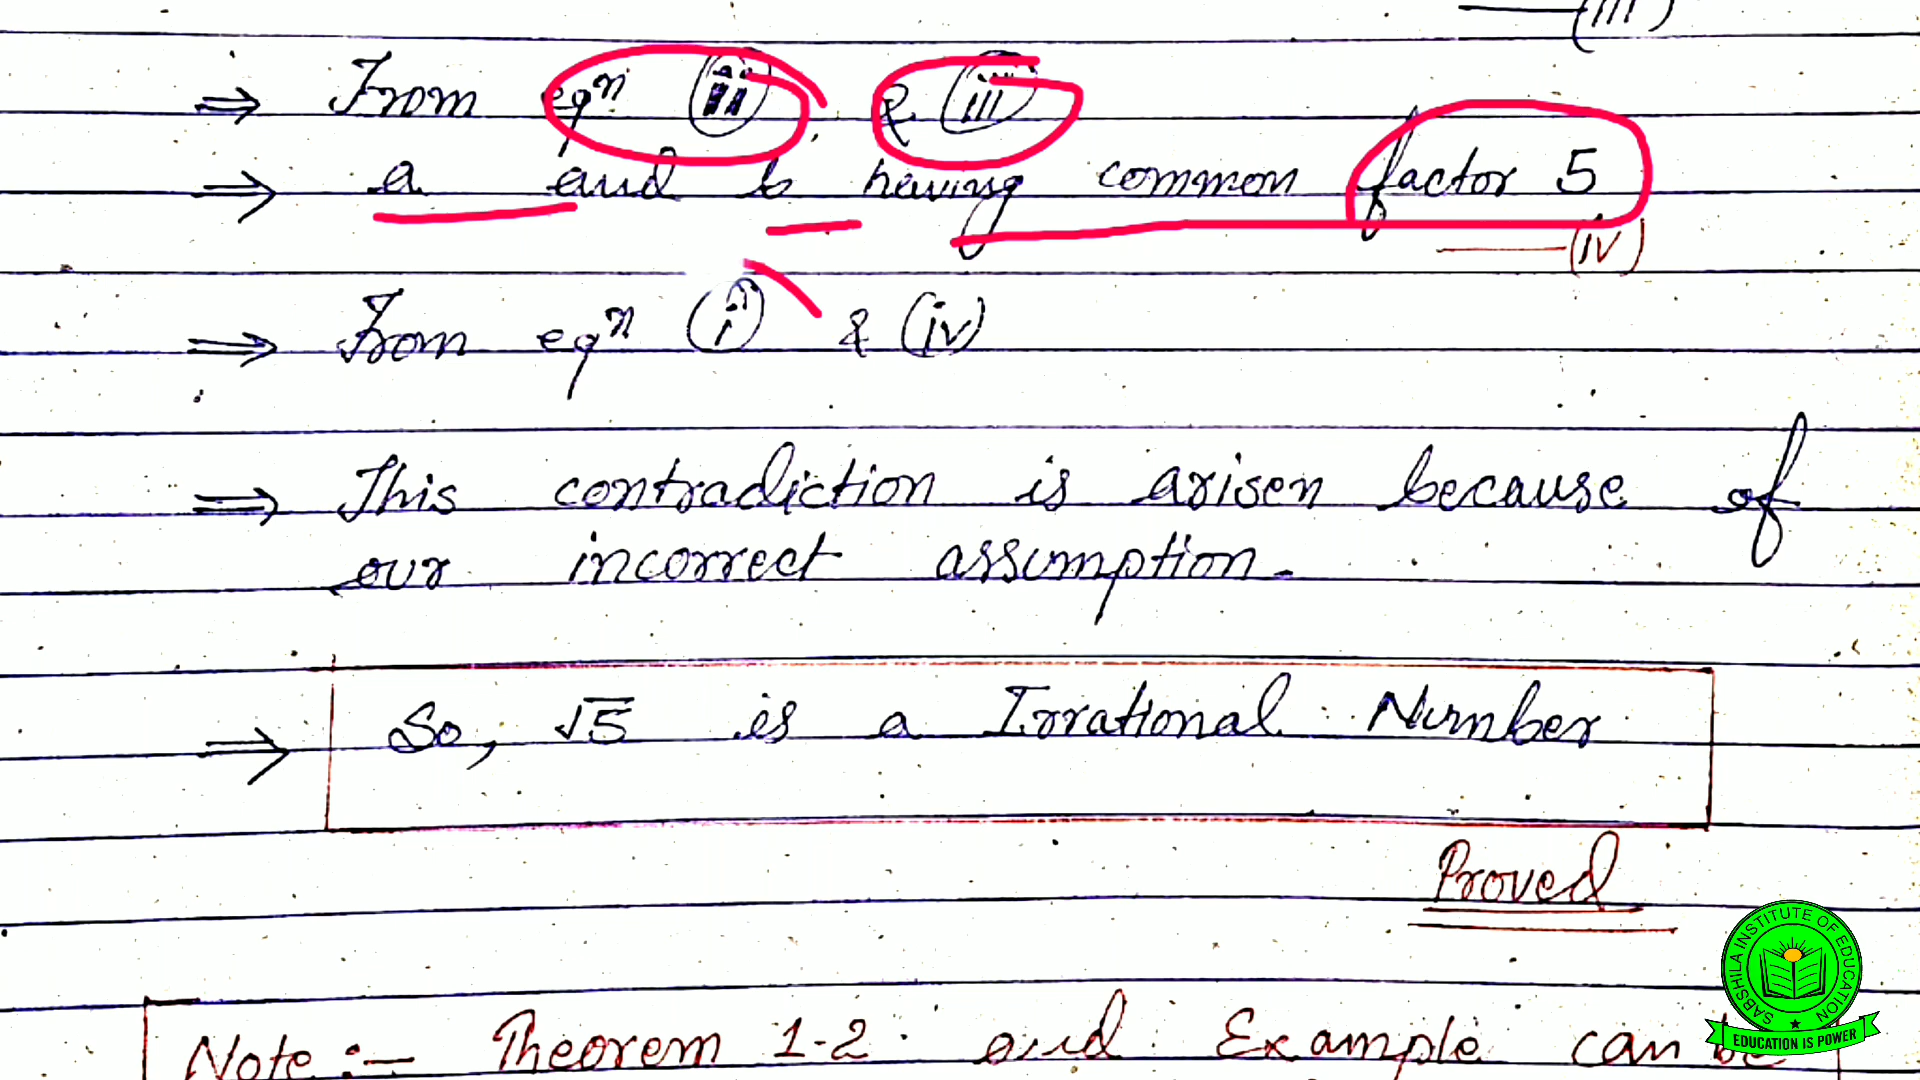 (iii)
⇒ From eqⁿ (ii) & (iii)
⇒ a and b having common factor 5
(iv)
⇒ From eqⁿ (i) & (iv)
⇒ This contradiction is arisen because of
our incorrect assumption.
⇒ So, √5 is a Irrational Number
Proved
Note :- Theorem 1.2 and Example can be
SABSHILA INSTITUTE OF EDUCATION
EDUCATION IS POWER